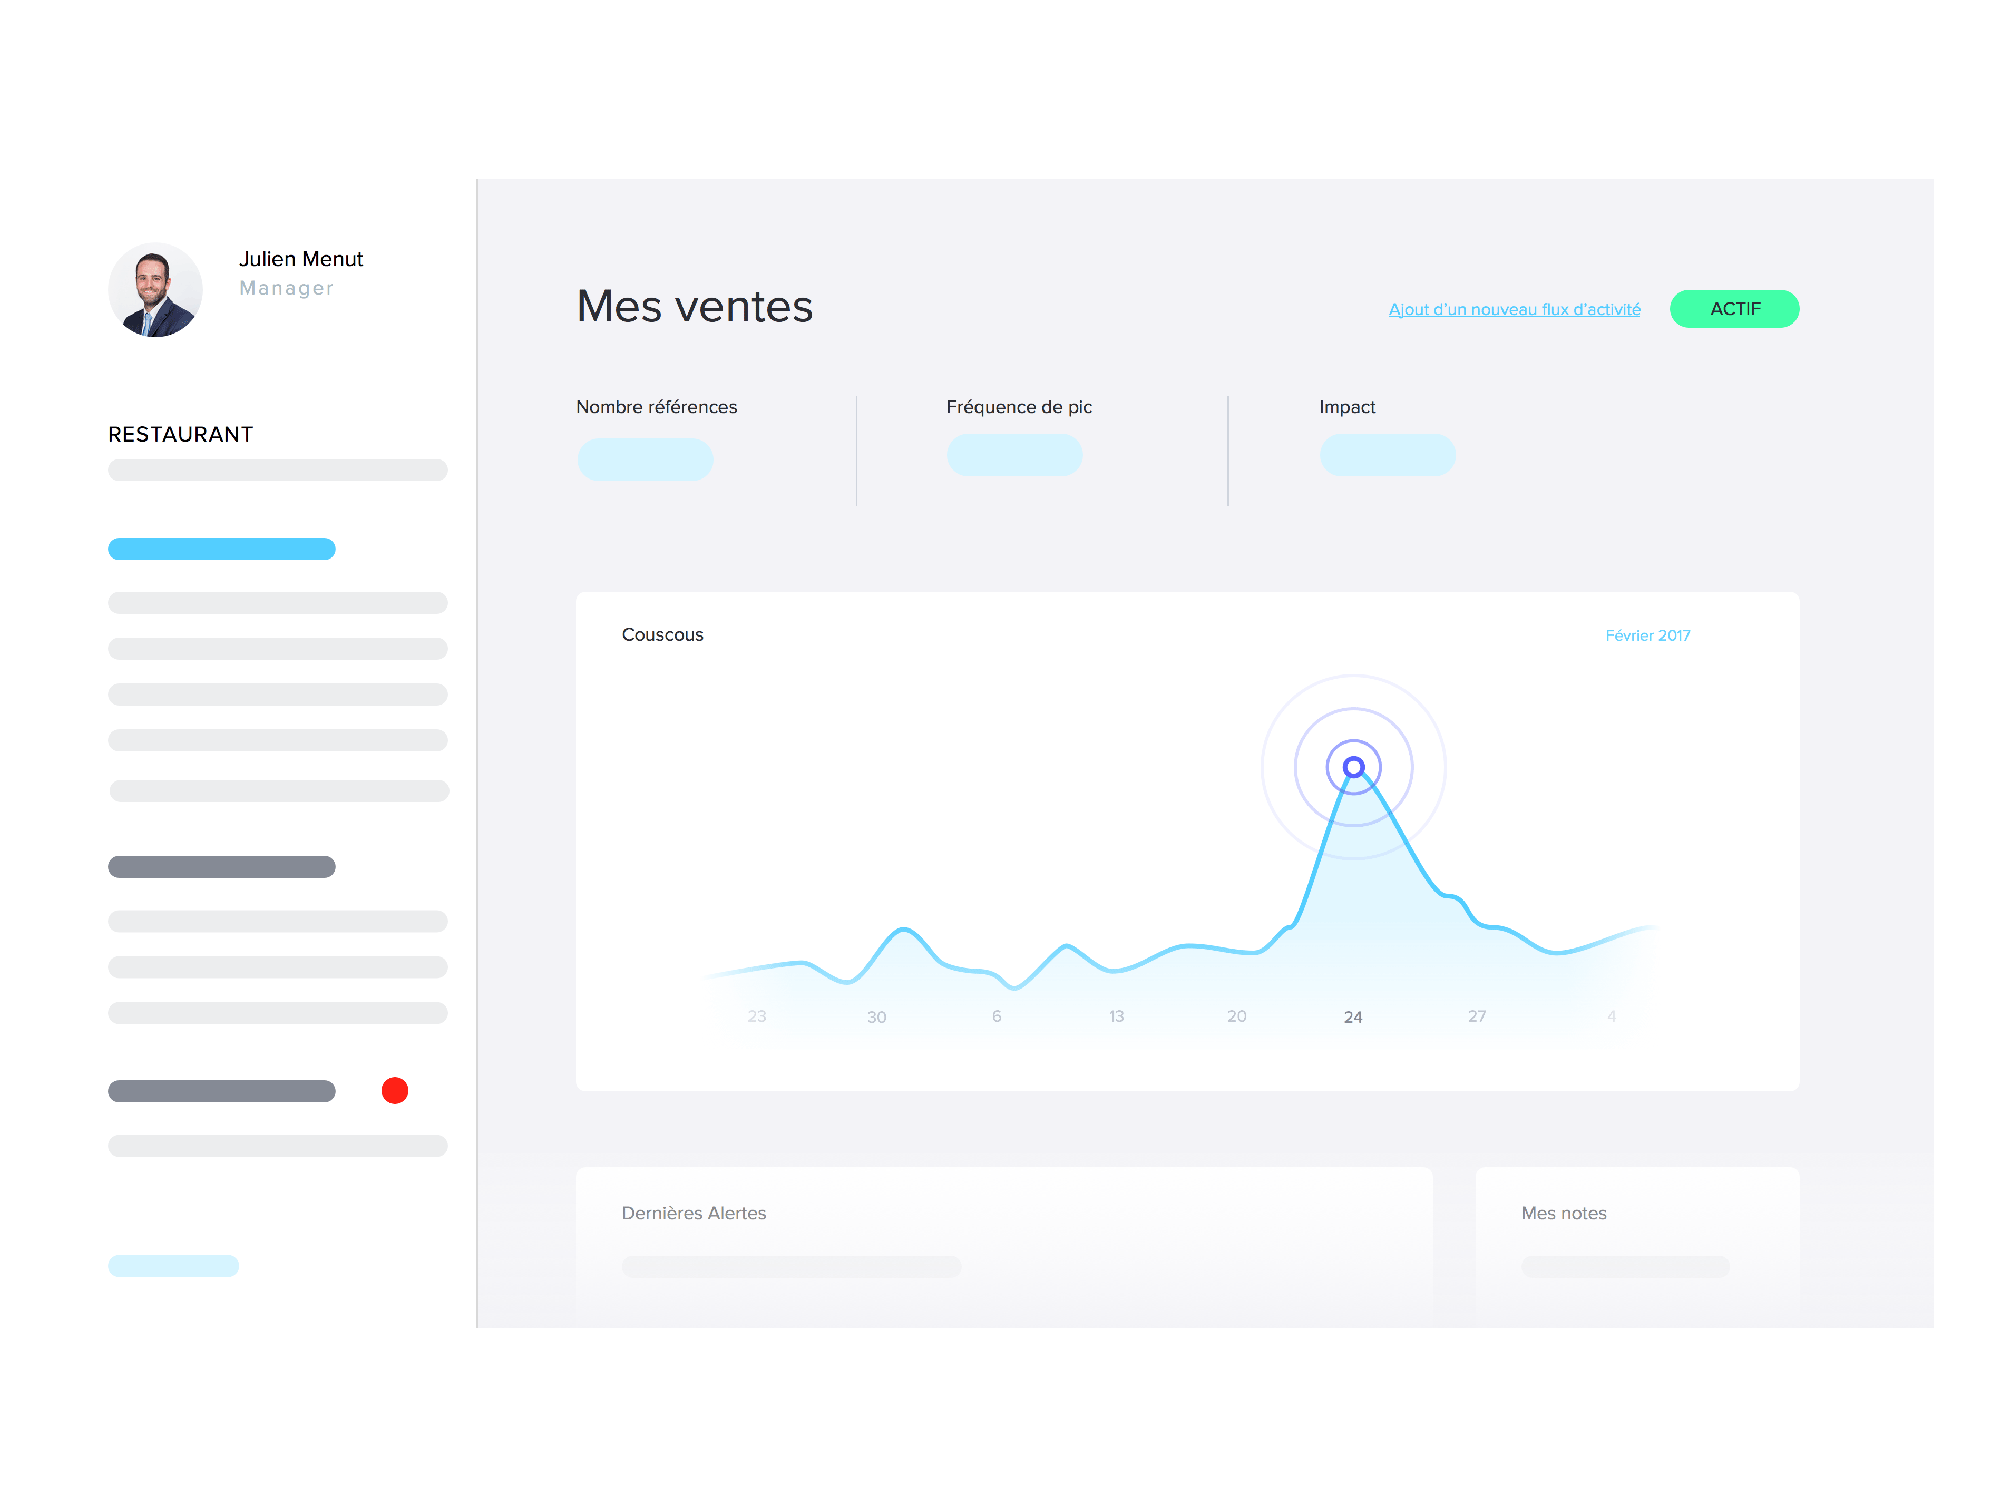 Julien Menut
Manager
RESTAURANT
Mes ventes
Ajout d'un nouveau flux d'activité
ACTIF
Nombre références
Fréquence de pic
Impact
Couscous
Février 2017
23 30 6 13 20 24 27 4
Dernières Alertes
Mes notes